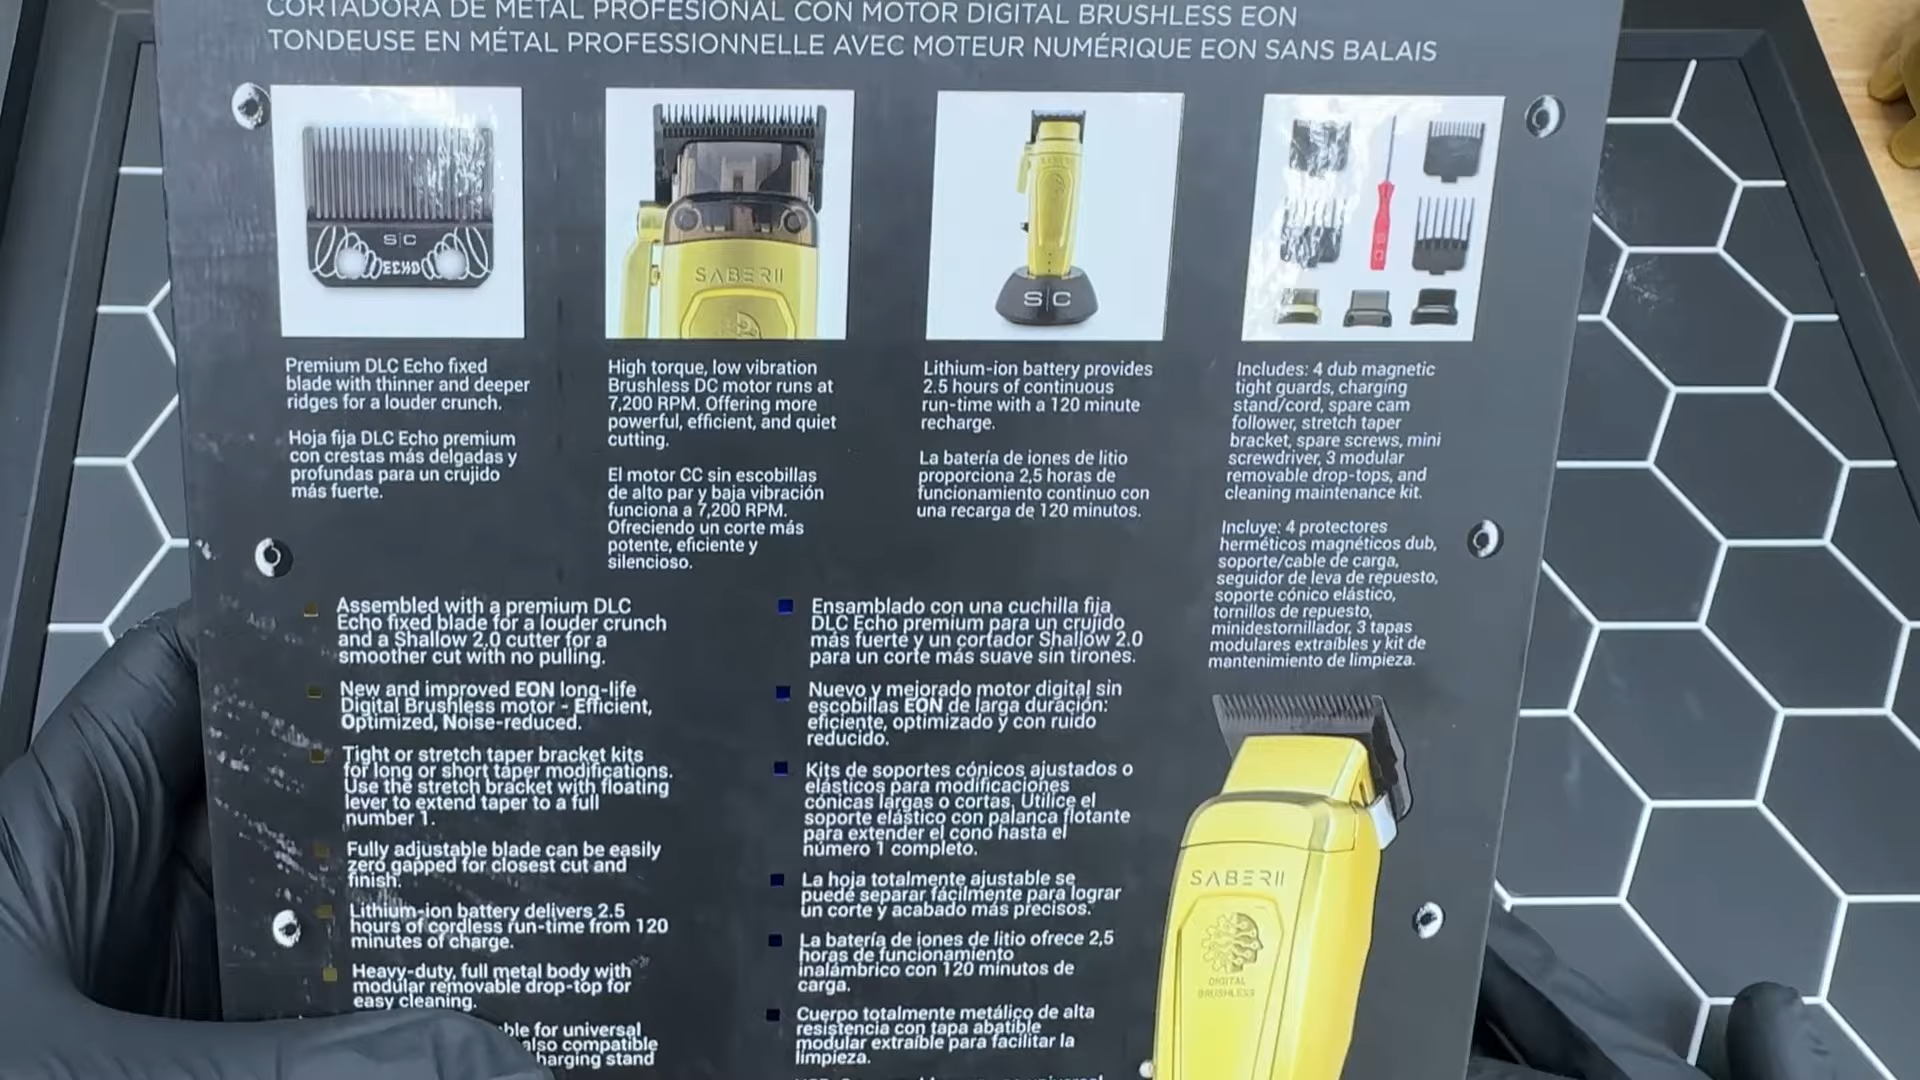 CORTADORA DE METAL PROFESIONAL CON MOTOR DIGITAL BRUSHLESS EON
TONDEUSE EN MÉTAL PROFESSIONNELLE AVEC MOTEUR NUMÉRIQUE EON SANS BALAIS
S|C
ECHO
SABER II
S|C
Premium DLC Echo fixed
blade with thinner and deeper
ridges for a louder crunch.
Hoja fija DLC Echo premium
con crestas más delgadas y
profundas para un crujido
más fuerte.
High torque, low vibration
Brushless DC motor runs at
7,200 RPM. Offering more
powerful, efficient, and quiet
cutting.
El motor CC sin escobillas
de alto par y baja vibración
funciona a 7,200 RPM.
Ofreciendo un corte más
potente, eficiente y
silencioso.
Lithium-ion battery provides
2.5 hours of continuous
run-time with a 120 minute
recharge.
La batería de iones de litio
proporciona 2,5 horas de
funcionamiento continuo con
una recarga de 120 minutos.
Includes: 4 dub magnetic
tight guards, charging
stand/cord, spare cam
follower, stretch taper
bracket, spare screws, mini
screwdriver, 3 modular
removable drop-tops, and
cleaning maintenance kit.
Incluye: 4 protectores
herméticos magnéticos dub,
soporte/cable de carga,
seguidor de leva de repuesto,
soporte cónico elástico,
tornillos de repuesto,
minidestornillador, 3 tapas
modulares extraíbles y kit de
mantenimiento de limpieza.
Assembled with a premium DLC
Echo fixed blade for a louder crunch
and a Shallow 2.0 cutter for a
smoother cut with no pulling.
New and improved EON long-life
Digital Brushless motor - Efficient,
Optimized, Noise-reduced.
Tight or stretch taper bracket kits
for long or short taper modifications.
Use the stretch bracket with floating
lever to extend taper to a full
number 1.
Fully adjustable blade can be easily
zero gapped for closest cut and
finish.
Lithium-ion battery delivers 2.5
hours of cordless run-time from 120
minutes of charge.
Heavy-duty, full metal body with
modular removable drop-top for
easy cleaning.
for universal
also compatible
stand
Ensamblado con una cuchilla fija
DLC Echo premium para un crujido
más fuerte y un cortador Shallow 2.0
para un corte más suave sin tirones.
Nuevo y mejorado motor digital sin
escobillas EON de larga duración:
eficiente, optimizado y con ruido
reducido.
Kits de soportes cónicos ajustados o
elásticos para modificaciones
cónicas largas o cortas. Utilice el
soporte elástico con palanca flotante
para extender el cono hasta el
número 1 completo.
La hoja totalmente ajustable se
puede separar fácilmente para lograr
un corte y acabado más precisos.
La batería de iones de litio ofrece 2,5
horas de funcionamiento
inalámbrico con 120 minutos de
carga.
Cuerpo totalmente metálico de alta
resistencia con tapa abatible
modular extraíble para facilitar la
limpieza.
SABER II
DIGITAL
BRUSHLESS